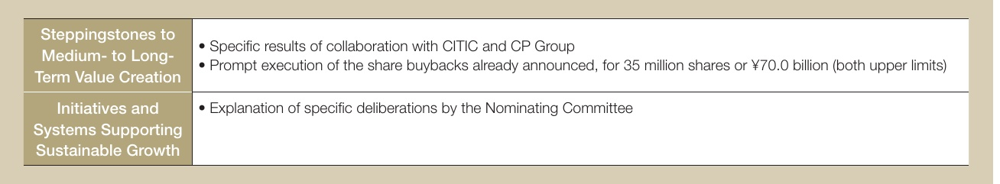 Steppingstones to
Medium- to Long-
Term Value Creation
• Specific results of collaboration with CITIC and CP Group
• Prompt execution of the share buybacks already announced, for 35 million shares or ¥70.0 billion (both upper limits)
Initiatives and
Systems Supporting
Sustainable Growth
• Explanation of specific deliberations by the Nominating Committee